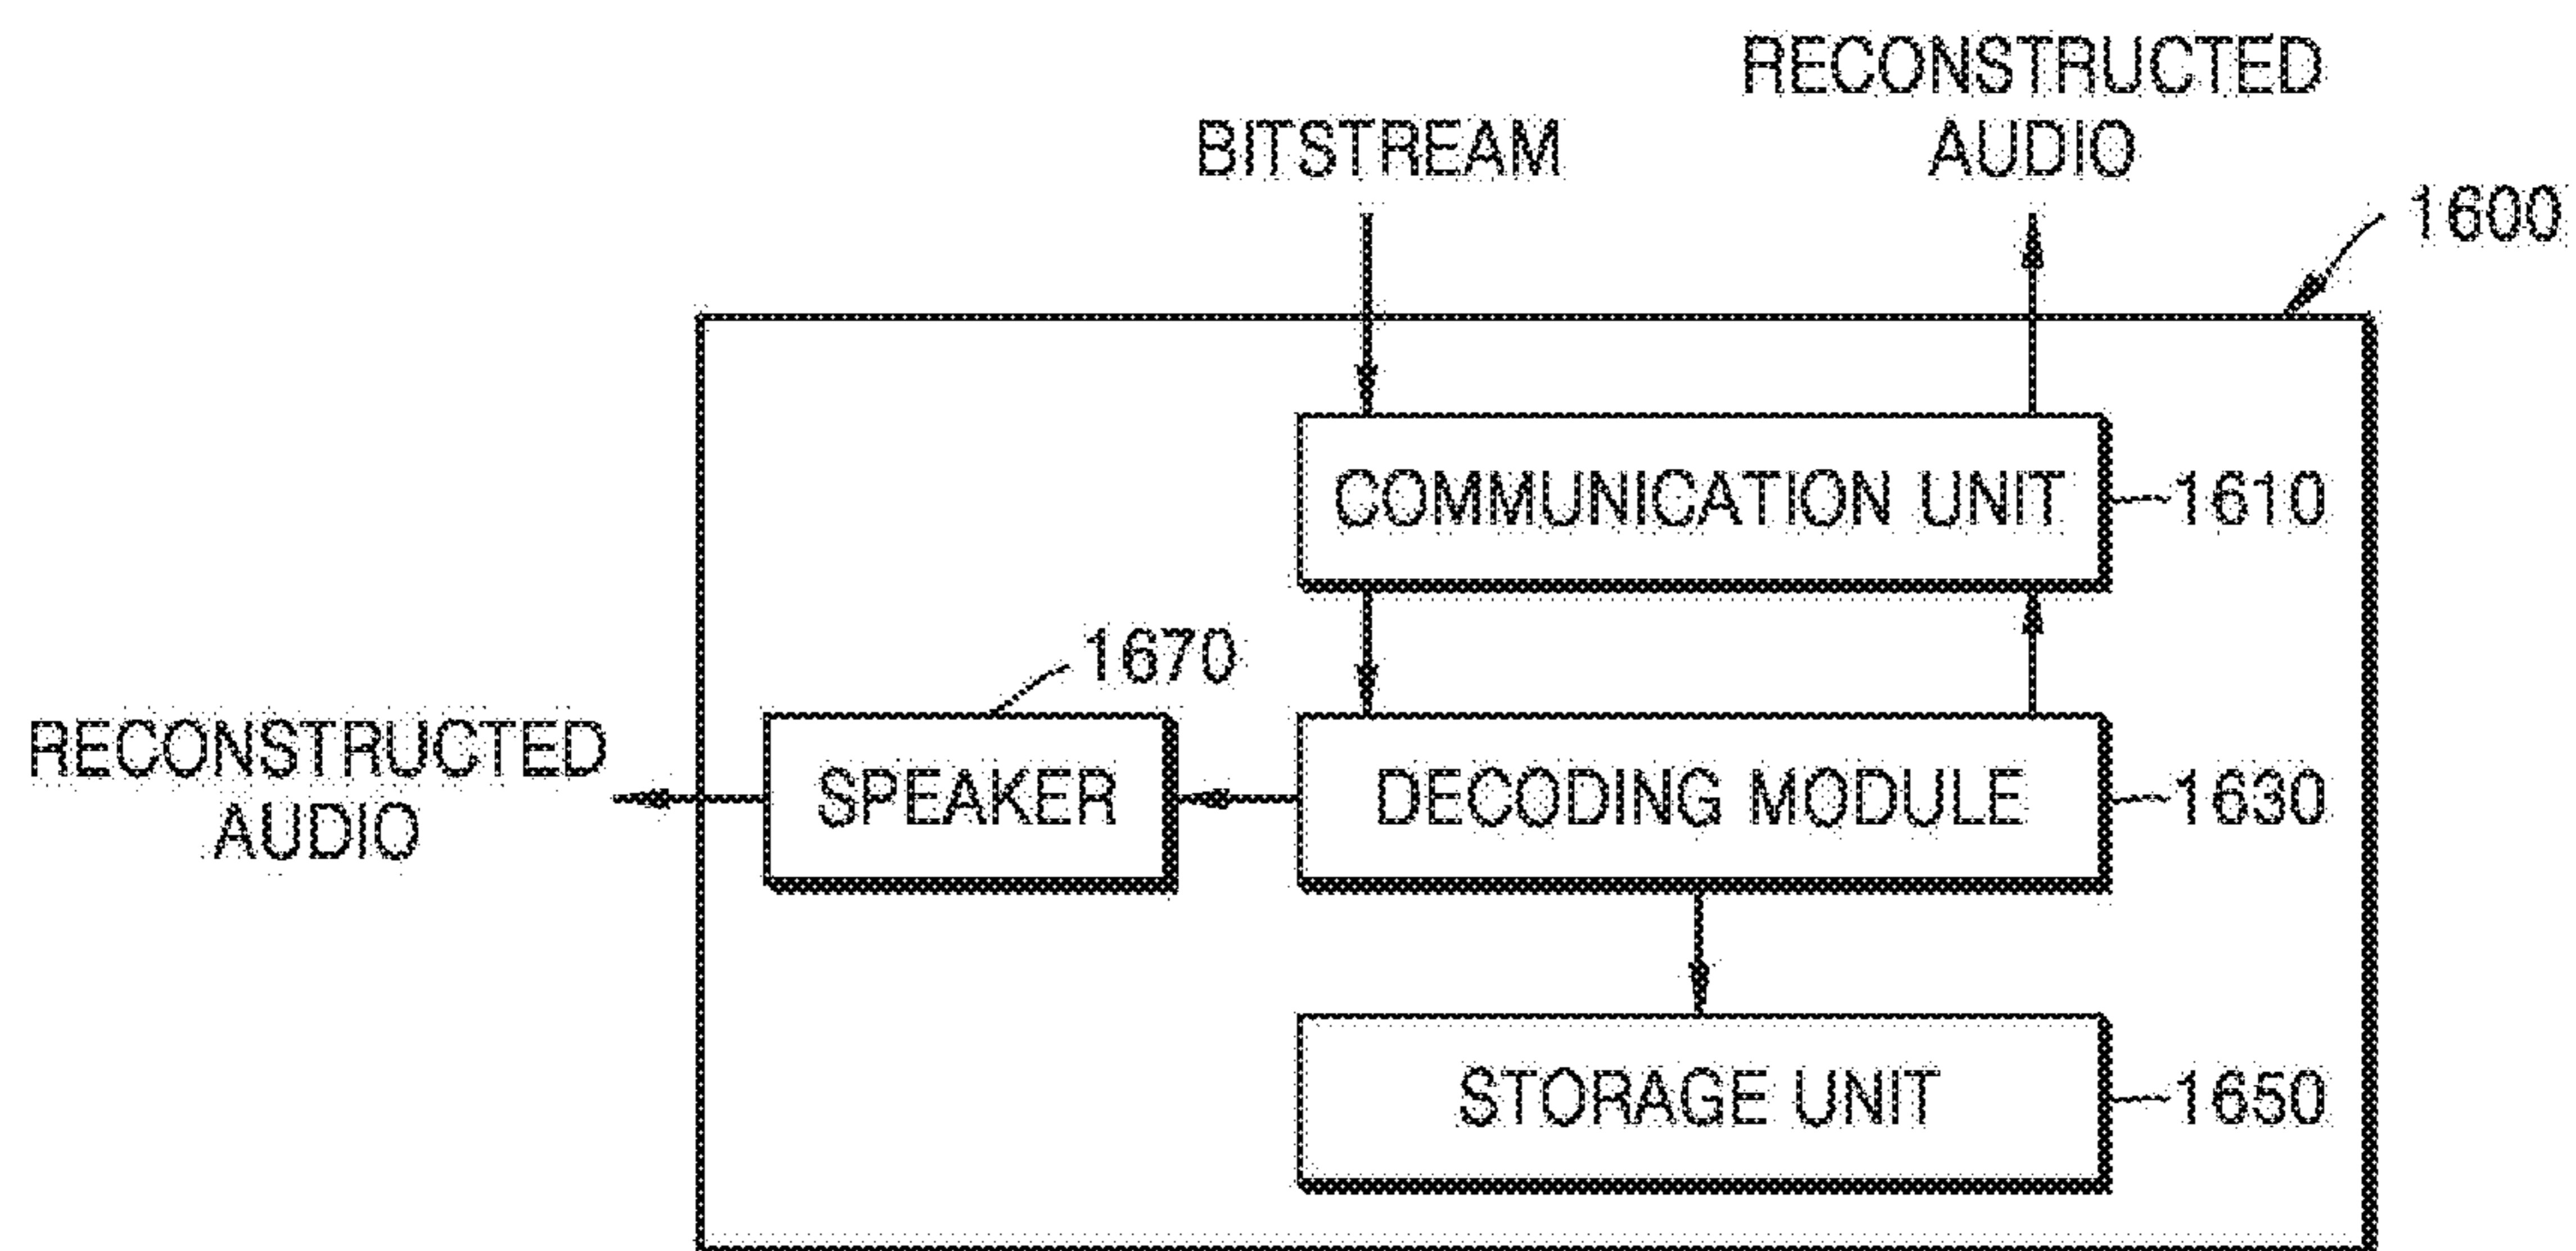 RECONSTRUCTED
AUDIO
BITSTREAM
1600
COMMUNICATION UNIT
1610
1670
RECONSTRUCTED
AUDIO
SPEAKER
DECODING MODULE
1630
STORAGE UNIT
1650